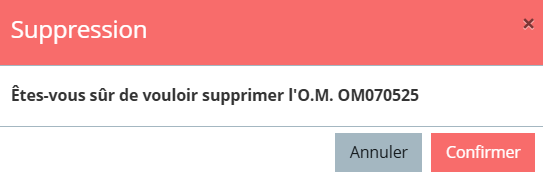 Suppression
×
Êtes-vous sûr de vouloir supprimer l'O.M. OM070525
Annuler Confirmer